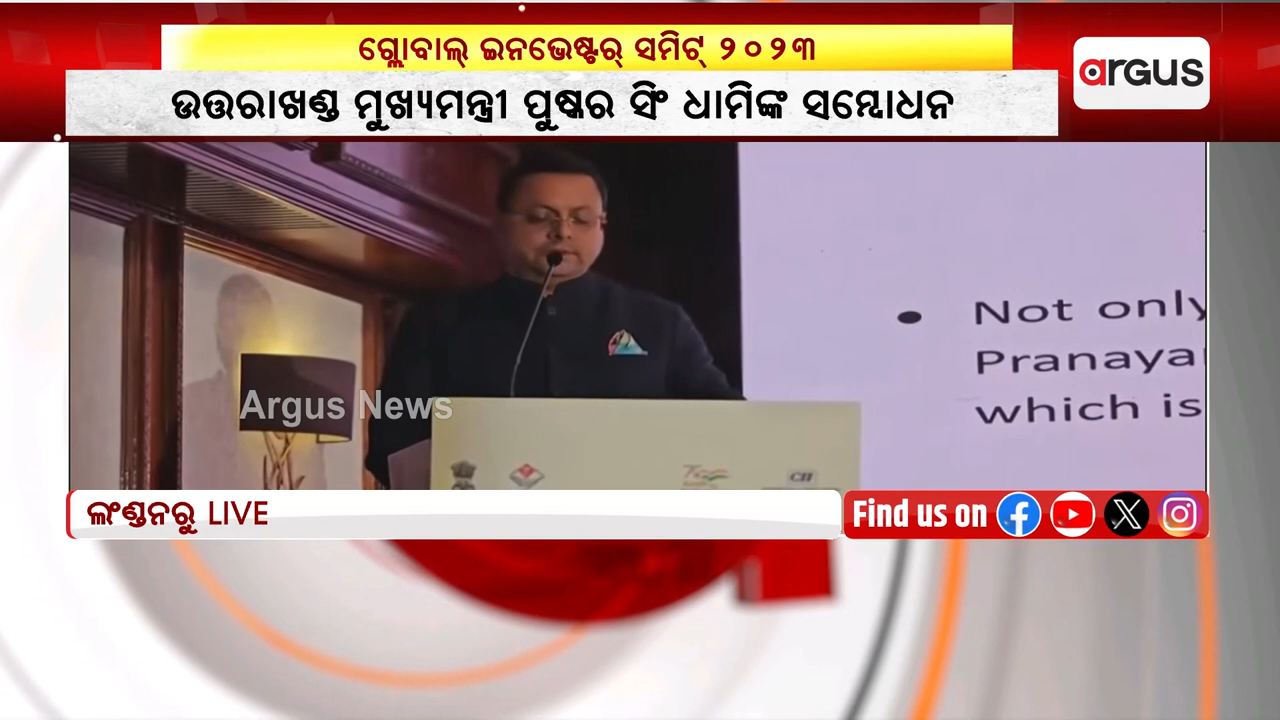 ଗ୍ଲୋବାଲ୍ ଇନଭେଷ୍ଟର୍ ସମିଟ୍ ୨୦୨୩
argus
ଉତ୍ତରାଖଣ୍ଡ ମୁଖ୍ୟମନ୍ତ୍ରୀ ପୁଷ୍କର ସିଂ ଧାମିଙ୍କ ସମ୍ବୋଧନ
Not only
Pranaya
which is
Argus News
CII
ଲଂଣ୍ଡନରୁ LIVE
Find us on